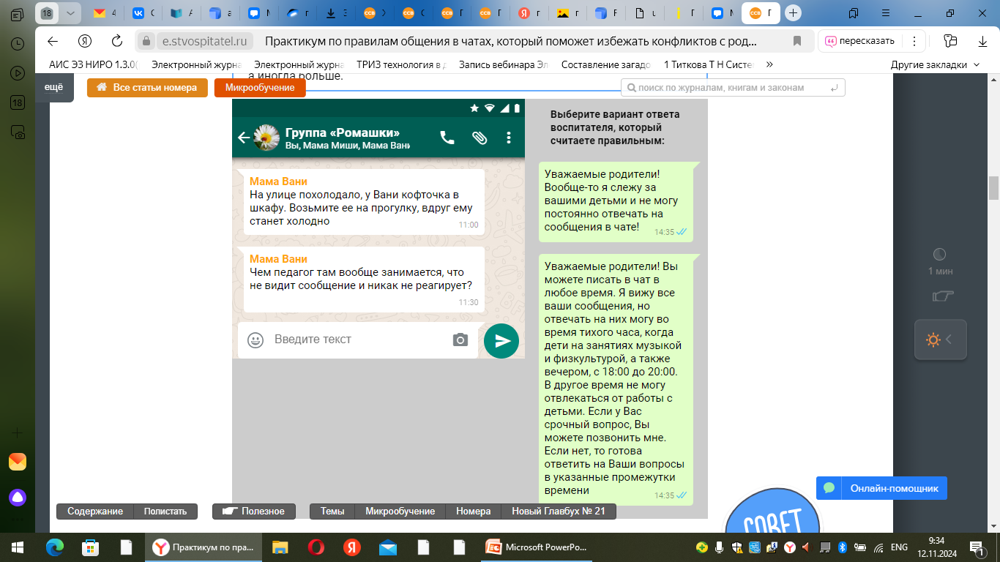 18
4
С
А
а
М
г
Э
Х
С
Г
Г
г
г
F
u
Г
М
Г
e.stvospitatel.ru
Практикум по правилам общения в чатах, который поможет избежать конфликтов с род...
пересказать
АИС ЭЗ НИРО 1.3.0(
Электронный журна
Электронный журна
ТРИЗ технология в д
Запись вебинара Эл
Составление загадо
1 Титкова Т Н Систе
»
Другие закладки
18
ещё
а иногда больше.
Все статьи номера
Микрообучение
поиск по журналам, книгам и законам
Группа «Ромашки»
Вы, Мама Миши, Мама Вани
Мама Вани
На улице похолодало, у Вани кофточка в
шкафу. Возьмите ее на прогулку, вдруг ему
станет холодно
11:00
Мама Вани
Чем педагог там вообще занимается, что
не видит сообщение и никак не реагирует?
11:30
Введите текст
Выберите вариант ответа
воспитателя, который
считаете правильным:
Уважаемые родители!
Вообще-то я слежу за
вашими детьми и не могу
постоянно отвечать на
сообщения в чате!
14:35
Уважаемые родители! Вы
можете писать в чат в
любое время. Я вижу все
ваши сообщения, но
отвечать на них могу во
время тихого часа, когда
дети на занятиях музыкой
и физкультурой, а также
вечером, с 18:00 до 20:00.
В другое время не могу
отвлекаться от работы с
детьми. Если у Вас
срочный вопрос, Вы
можете позвонить мне.
Если нет, то готова
ответить на Ваши вопросы
в указанные промежутки
времени
14:35
1 мин
Онлайн-помощник
СОВЕТ
Содержание
Полистать
Полезное
Темы
Микрообучение
Номера
Новый Главбух № 21
Практикум по пра...
Microsoft PowerPo...
ENG
9:34
12.11.2024
1